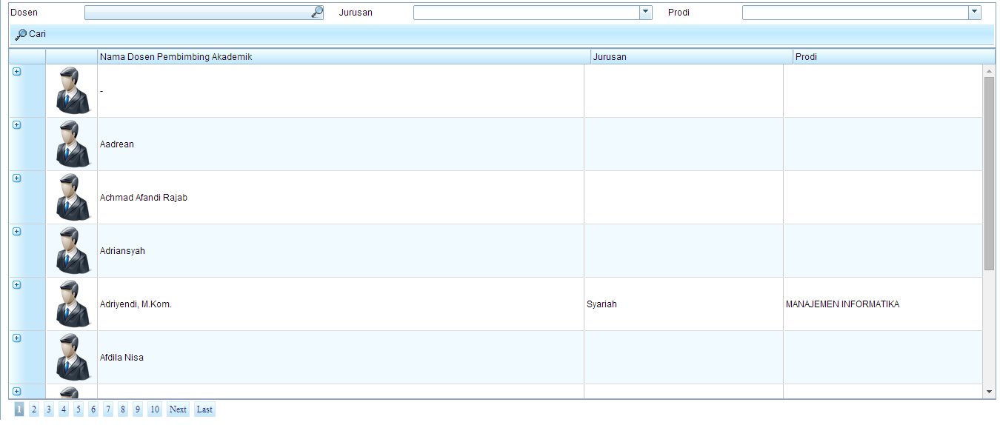 Dosen Jurusan Prodi
Cari
Nama Dosen Pembimbing Akademik Jurusan Prodi
-
Aadrean
Achmad Afandi Rajab
Adriansyah
Adriyendi, M.Kom. Syariah MANAJEMEN INFORMATIKA
Afdila Nisa
1 2 3 4 5 6 7 8 9 10 Next Last